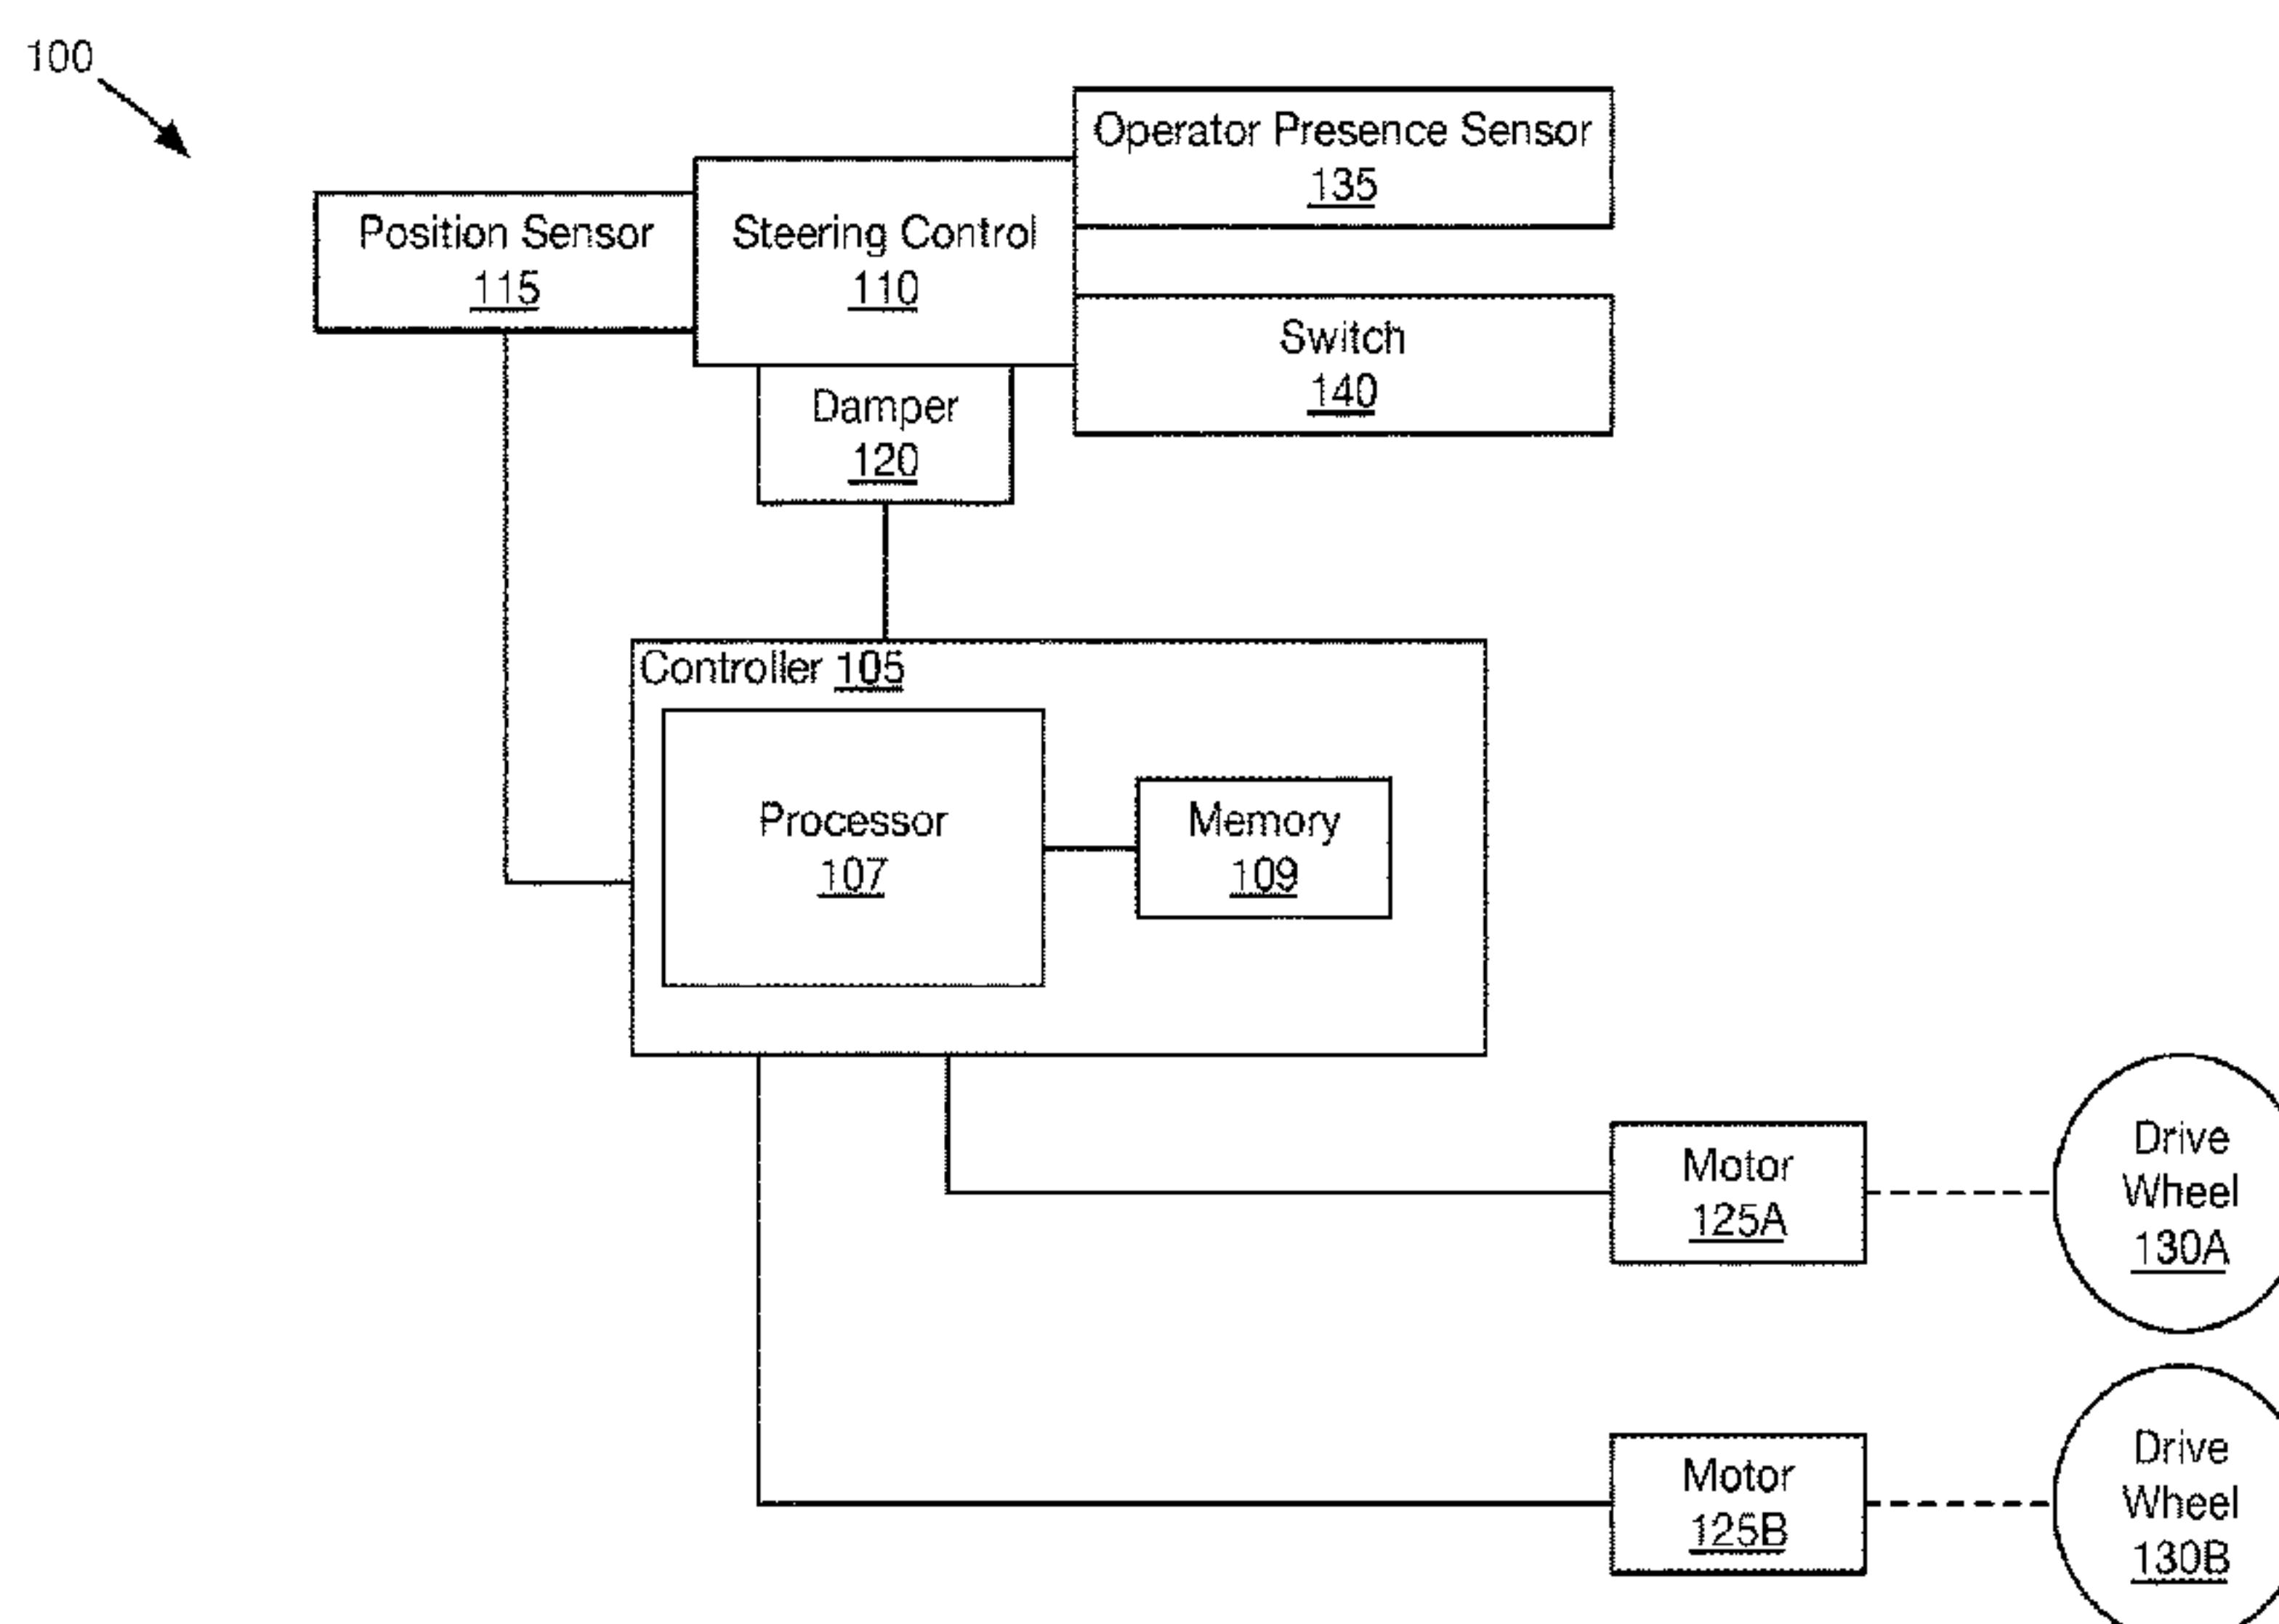 100
Operator Presence Sensor
135
Position Sensor
115
Steering Control
110
Switch
140
Damper
120
Controller 105
Processor
107
Memory
109
Motor
125A
Drive
Wheel
130A
Motor
125B
Drive
Wheel
130B